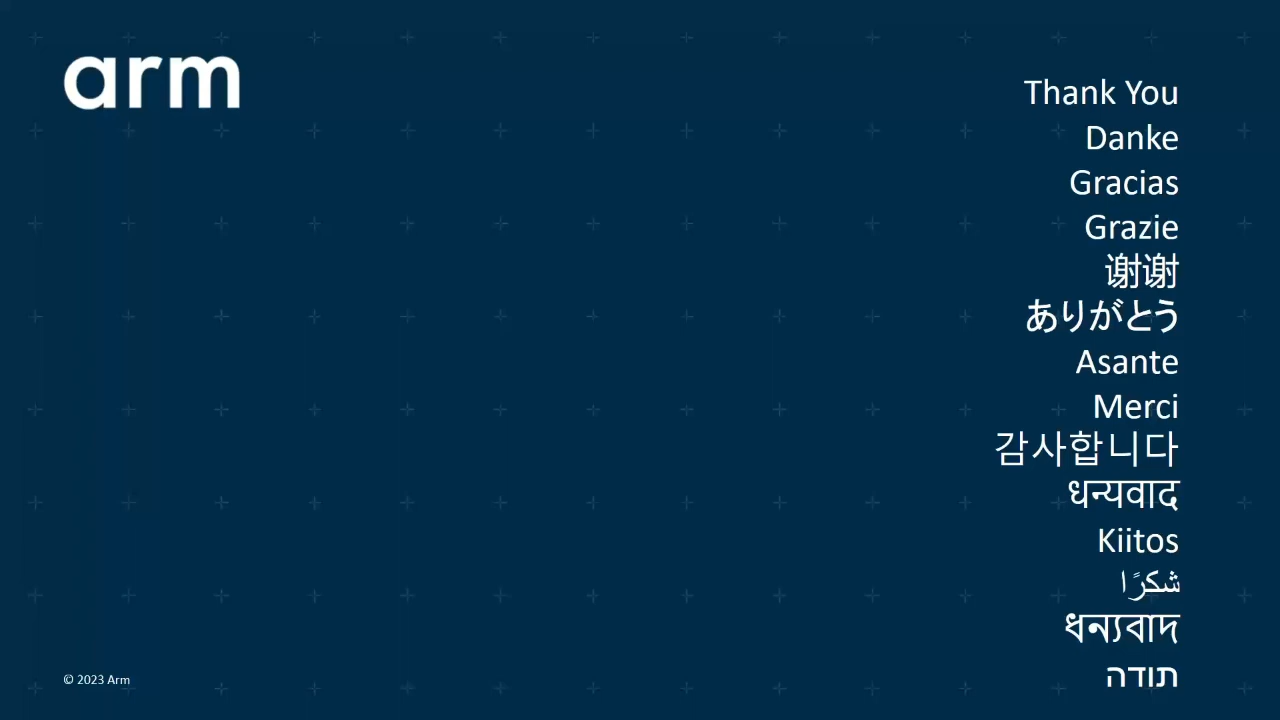 arm
Thank You
Danke
Gracias
Grazie
谢谢
ありがとう
Asante
Merci
감사합니다
धन्यवाद
Kiitos
شكرًا
ধন্যবাদ
תודה
© 2023 Arm